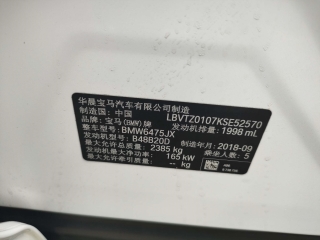 华晨宝马汽车有限公司制造
制造国: 中国 LBVTZ0107KSE52570
品牌: 宝马(BMW)牌 发动机排量: 1998 mL
整车型号: BMW6475JX
发动机型号: B48B20D 制造年月: 2018-09
最大允许总质量: 2385 kg 乘坐人数: 5
发动机最大净功率: 165 kW
最大允许牵引质量: -- kg